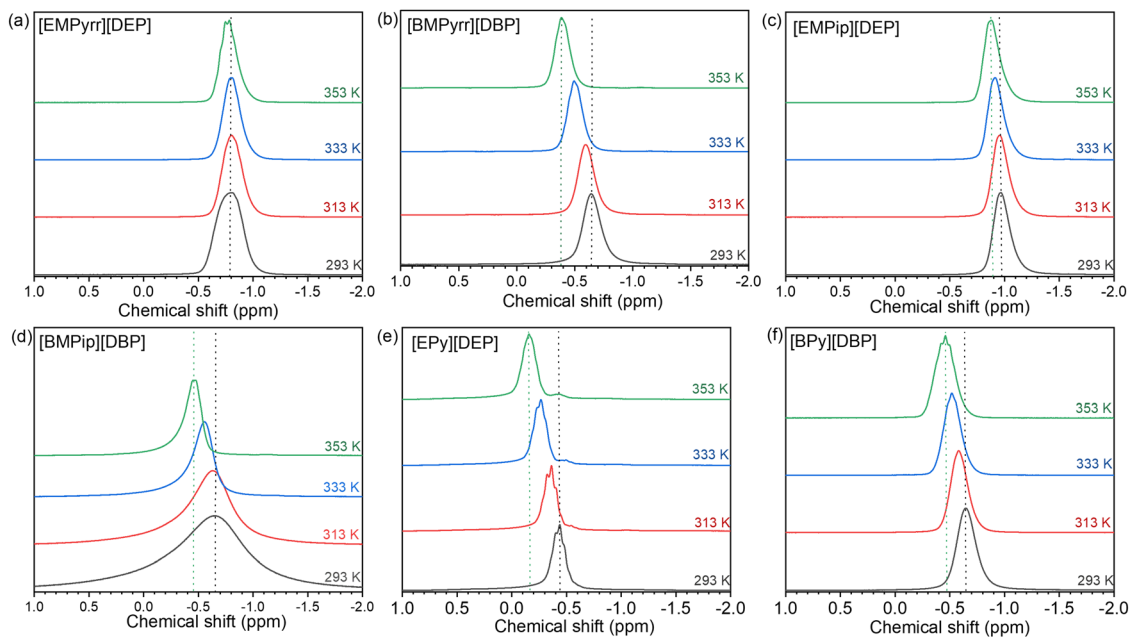 (a) [EMPyrr][DEP]
353 K
333 K
313 K
293 K
1.0 0.5 0.0 -0.5 -1.0 -1.5 -2.0
Chemical shift (ppm)
(b) [BMPyrr][DBP]
353 K
333 K
313 K
293 K
1.0 0.5 0.0 -0.5 -1.0 -1.5 -2.0
Chemical shift (ppm)
(c) [EMPip][DEP]
353 K
333 K
313 K
293 K
1.0 0.5 0.0 -0.5 -1.0 -1.5 -2.0
Chemical shift (ppm)
(d) [BMPip][DBP]
353 K
333 K
313 K
293 K
1.0 0.5 0.0 -0.5 -1.0 -1.5 -2.0
Chemical shift (ppm)
(e) [EPy][DEP]
353 K
333 K
313 K
293 K
1.0 0.5 0.0 -0.5 -1.0 -1.5 -2.0
Chemical shift (ppm)
(f) [BPy][DBP]
353 K
333 K
313 K
293 K
1.0 0.5 0.0 -0.5 -1.0 -1.5 -2.0
Chemical shift (ppm)